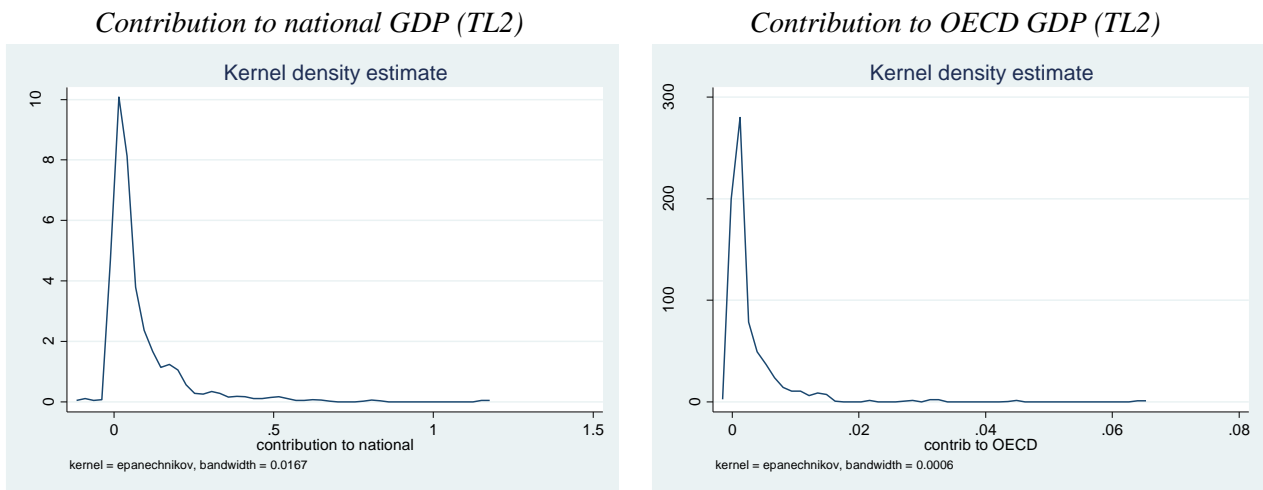 Contribution to national GDP (TL2)
Kernel density estimate
10
8
6
4
2
0
0 .5 1 1.5
contribution to national
kernel = epanechnikov, bandwidth = 0.0167
Contribution to OECD GDP (TL2)
Kernel density estimate
300
200
100
0
0 .02 .04 .06 .08
contrib to OECD
kernel = epanechnikov, bandwidth = 0.0006